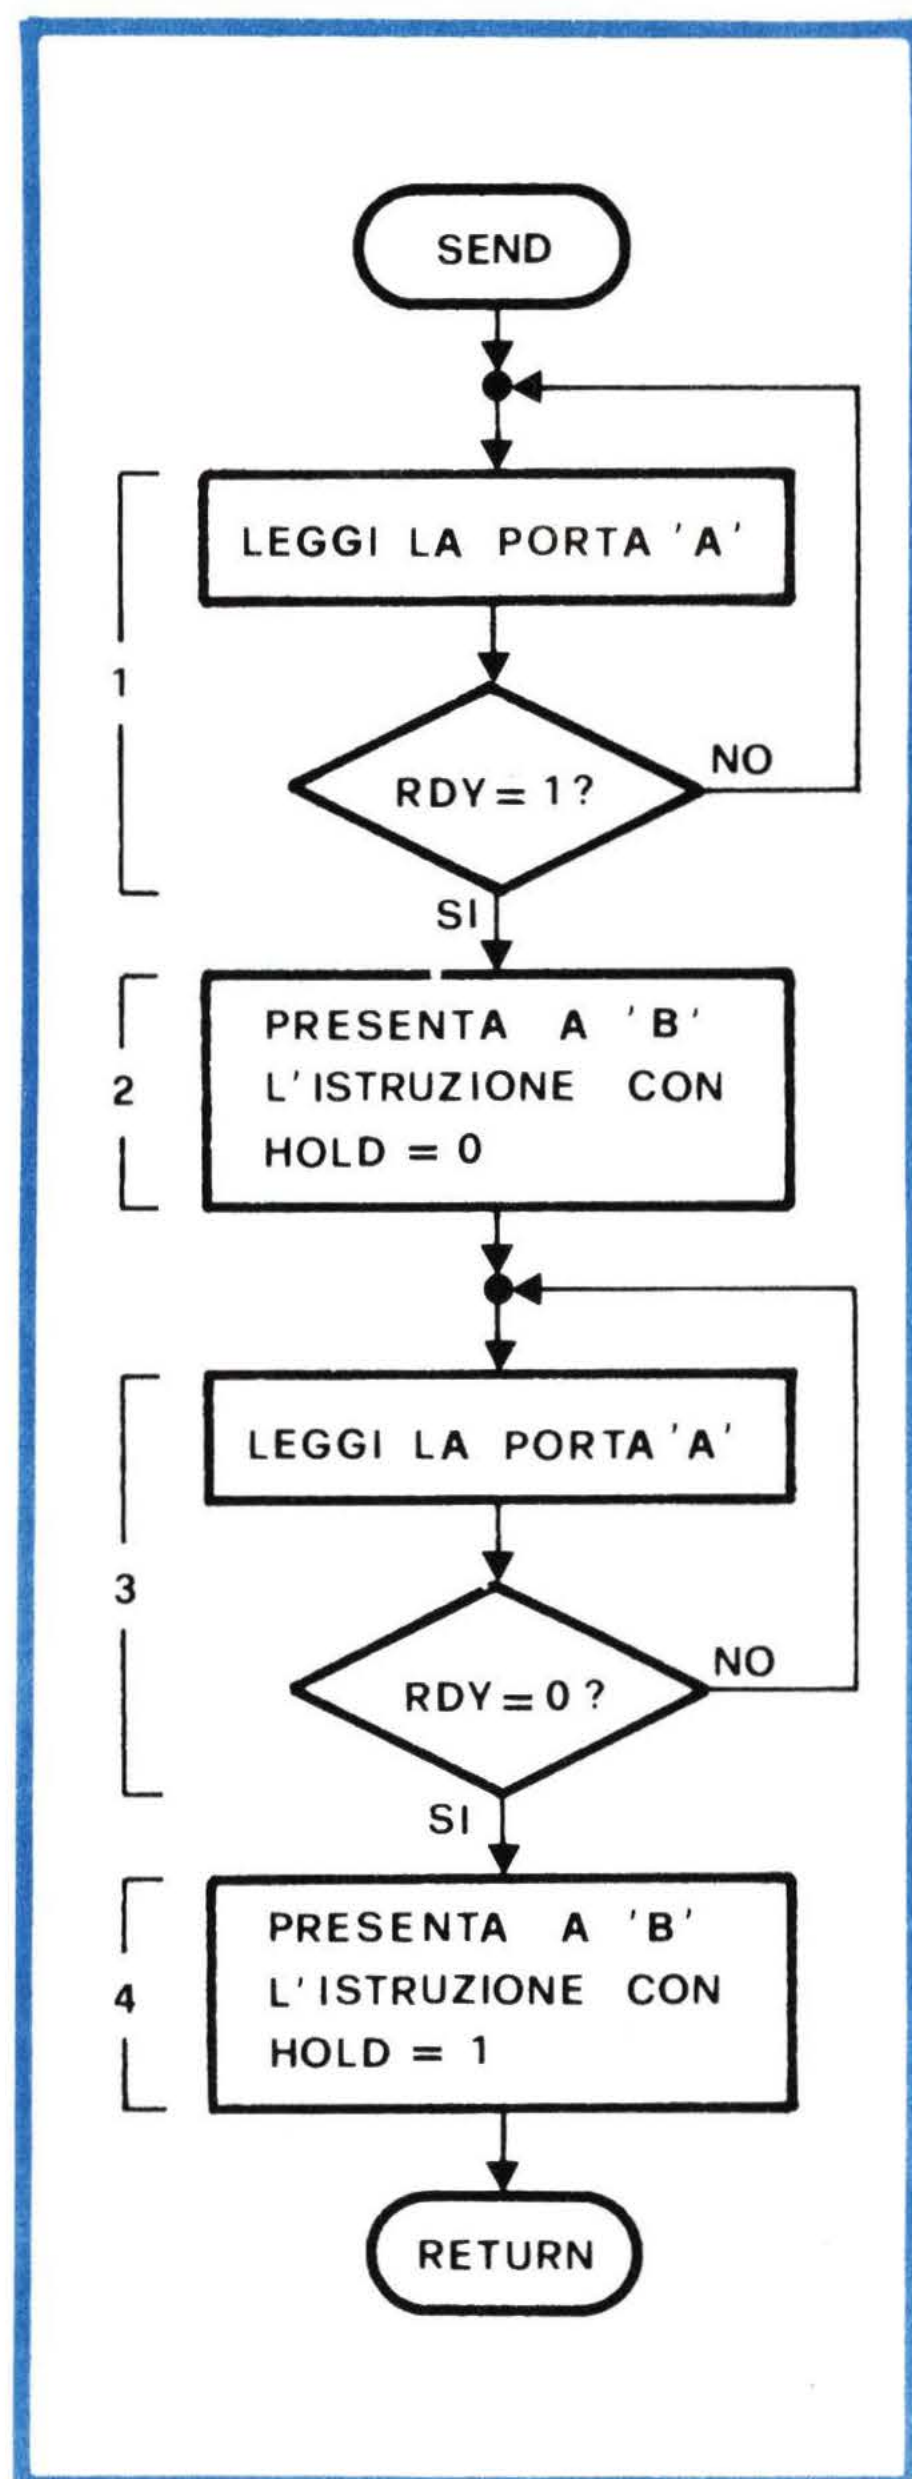 SEND
LEGGI LA PORTA 'A'
1
RDY = 1 ?
NO
SI
2
PRESENTA A 'B'
L'ISTRUZIONE CON
HOLD = 0
LEGGI LA PORTA 'A'
3
RDY = 0 ?
NO
SI
4
PRESENTA A 'B'
L'ISTRUZIONE CON
HOLD = 1
RETURN